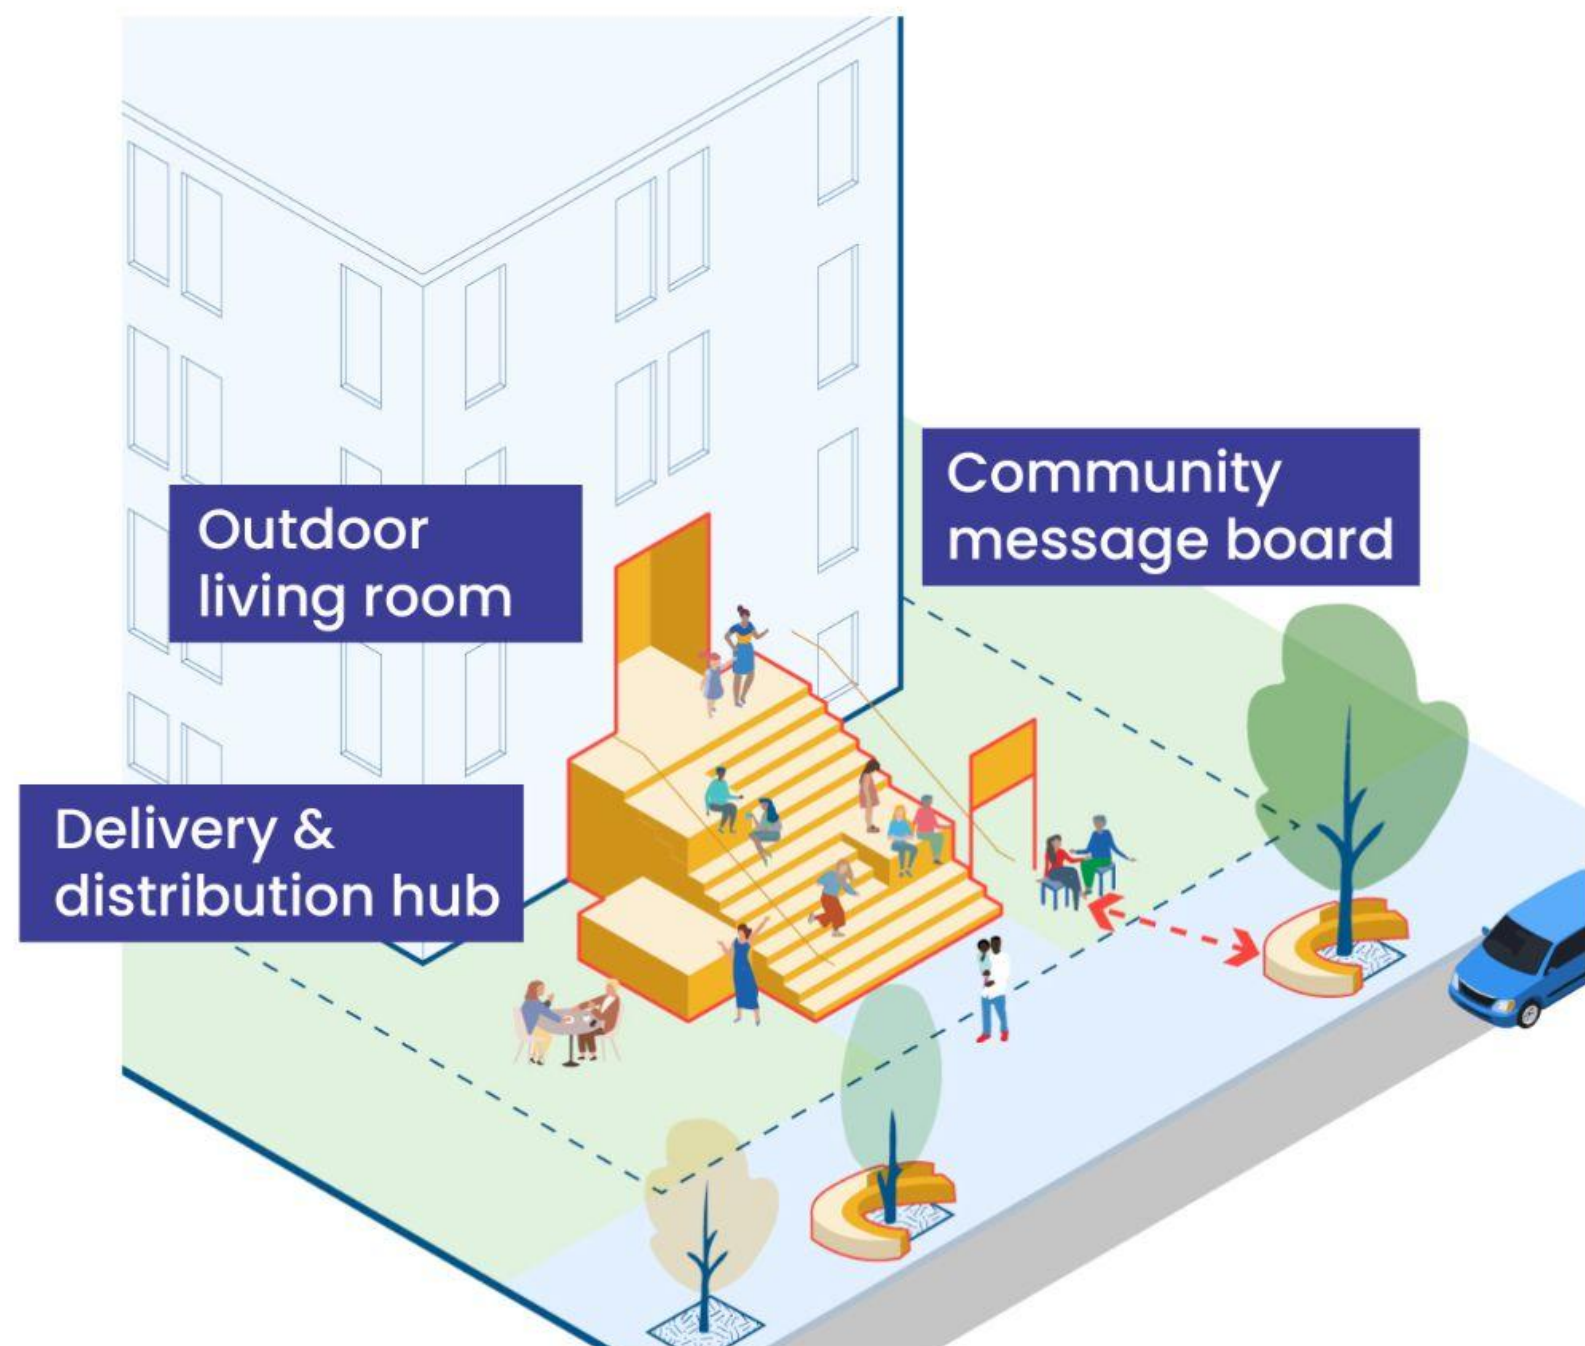 Outdoor
living room
Community
message board
Delivery &
distribution hub